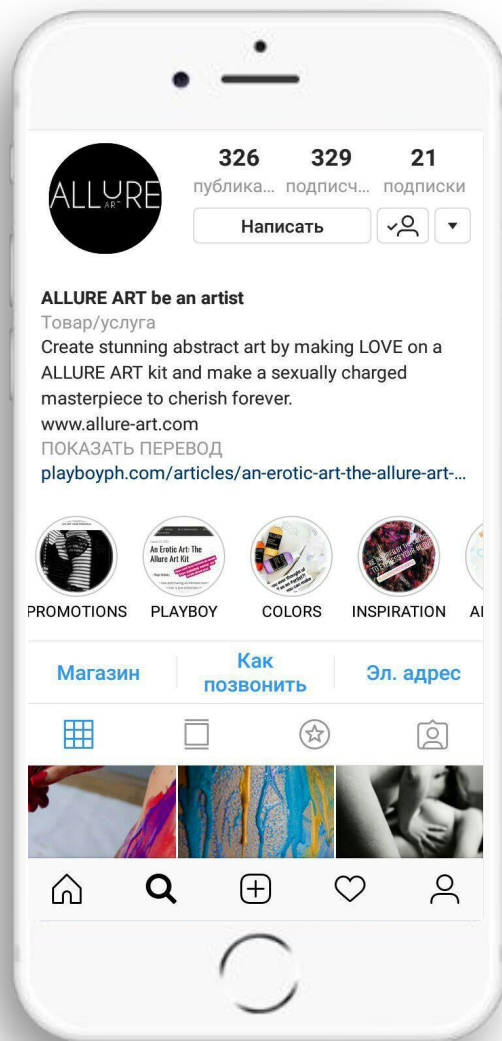 ALLURE
ART
326 329 21
публика... подписч... подписки
Написать
ALLURE ART be an artist
Товар/услуга
Create stunning abstract art by making LOVE on a
ALLURE ART kit and make a sexually charged
masterpiece to cherish forever.
www.allure-art.com
ПОКАЗАТЬ ПЕРЕВОД
playboyph.com/articles/an-erotic-art-the-allure-art-...
An Erotic Art: The
Allure Art Kit
PROMOTIONS PLAYBOY COLORS INSPIRATION
Магазин
Как
позвонить
Эл. адрес